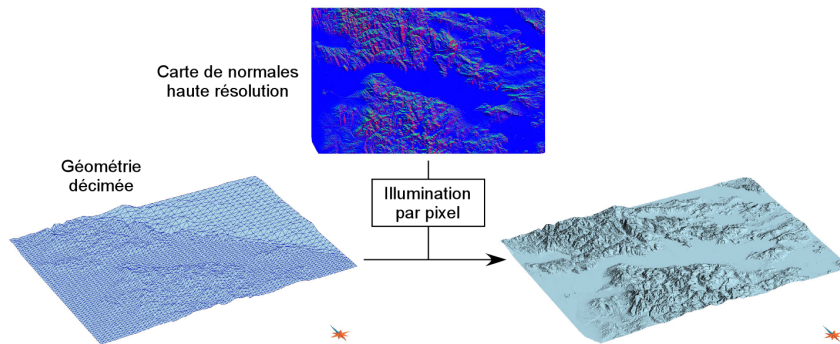 Carte de normales
haute résolution
Géométrie
décimée
Illumination
par pixel